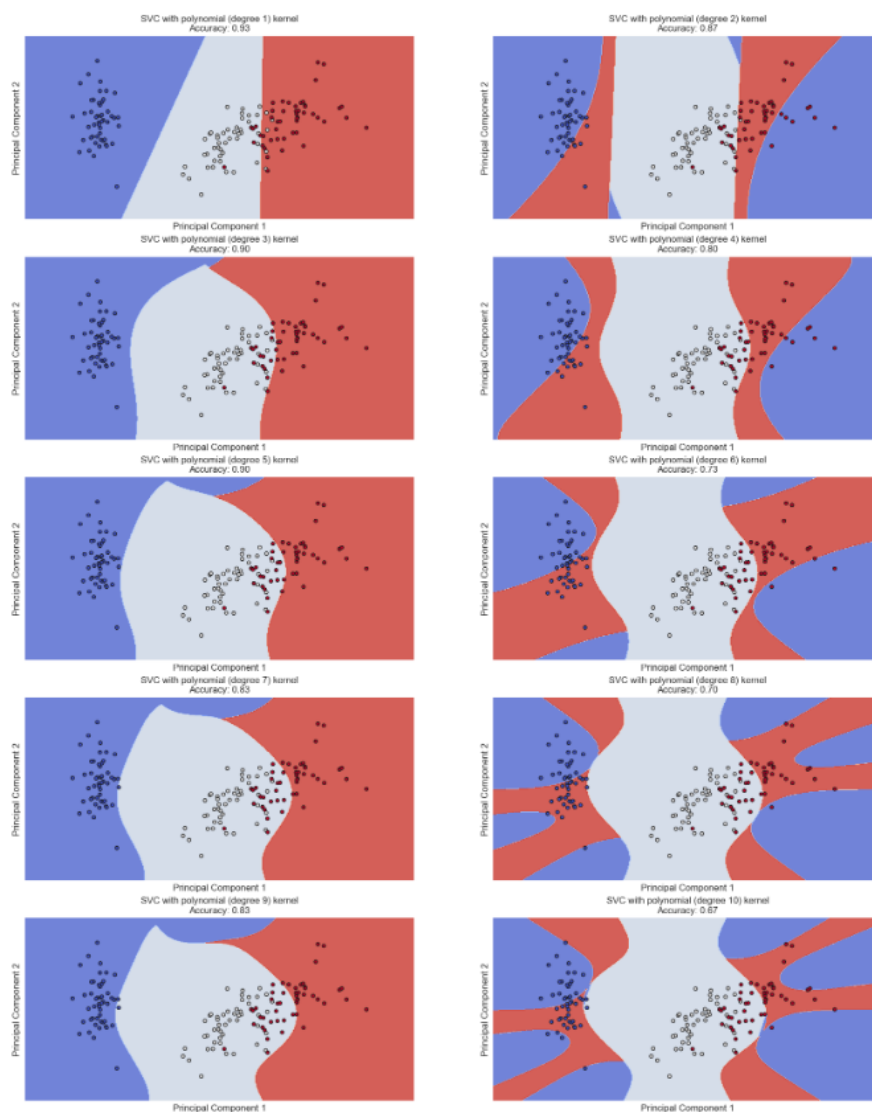 SVC with polynomial (degree 1) kernel
Accuracy: 0.93
Principal Component 2
Principal Component 1
SVC with polynomial (degree 2) kernel
Accuracy: 0.87
Principal Component 2
Principal Component 1
SVC with polynomial (degree 3) kernel
Accuracy: 0.90
Principal Component 2
Principal Component 1
SVC with polynomial (degree 4) kernel
Accuracy: 0.80
Principal Component 2
Principal Component 1
SVC with polynomial (degree 5) kernel
Accuracy: 0.90
Principal Component 2
Principal Component 1
SVC with polynomial (degree 6) kernel
Accuracy: 0.73
Principal Component 2
Principal Component 1
SVC with polynomial (degree 7) kernel
Accuracy: 0.83
Principal Component 2
Principal Component 1
SVC with polynomial (degree 8) kernel
Accuracy: 0.70
Principal Component 2
Principal Component 1
SVC with polynomial (degree 9) kernel
Accuracy: 0.83
Principal Component 2
Principal Component 1
SVC with polynomial (degree 10) kernel
Accuracy: 0.67
Principal Component 2
Principal Component 1